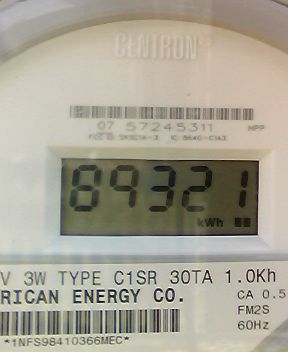 CENTRON
07 57245311 NPP
89321
kWh
V 3W TYPE C1SR 30TA 1.0Kh
RICAN ENERGY CO. CA 0.5
FM2S
60Hz
*1NFS98410366MEC*